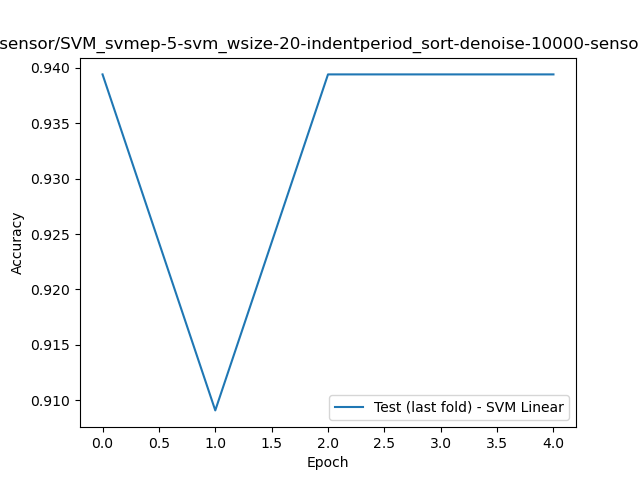 sensor/SVM_svmep-5-svm_wsize-20-indentperiod_sort-denoise-10000-senso
0.940
0.935
0.930
0.925
0.920
0.915
0.910
Accuracy
Test (last fold) - SVM Linear
0.0 0.5 1.0 1.5 2.0 2.5 3.0 3.5 4.0
Epoch